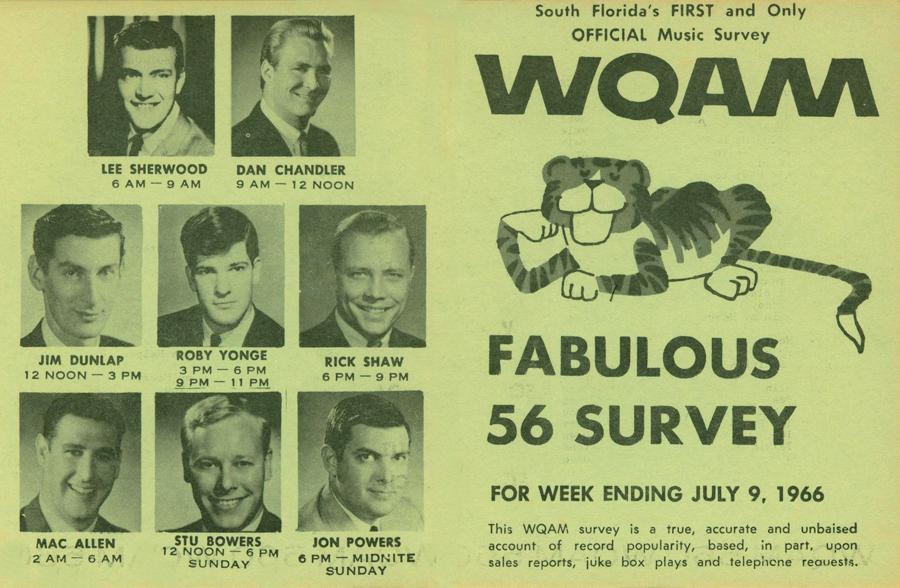 LEE SHERWOOD
6 AM — 9 AM
DAN CHANDLER
9 AM — 12 NOON
JIM DUNLAP
12 NOON — 3 PM
ROBY YONGE
3 PM — 6 PM
9 PM — 11 PM
RICK SHAW
6 PM — 9 PM
MAC ALLEN
2 AM — 6 AM
STU BOWERS
12 NOON — 6 PM
SUNDAY
JON POWERS
6 PM — MIDNITE
SUNDAY
South Florida's FIRST and Only
OFFICIAL Music Survey
WQAM
FABULOUS
56 SURVEY
FOR WEEK ENDING JULY 9, 1966
This WQAM survey is a true, accurate and unbaised
account of record popularity, based, in part, upon
sales reports, juke box plays and telephone requests.